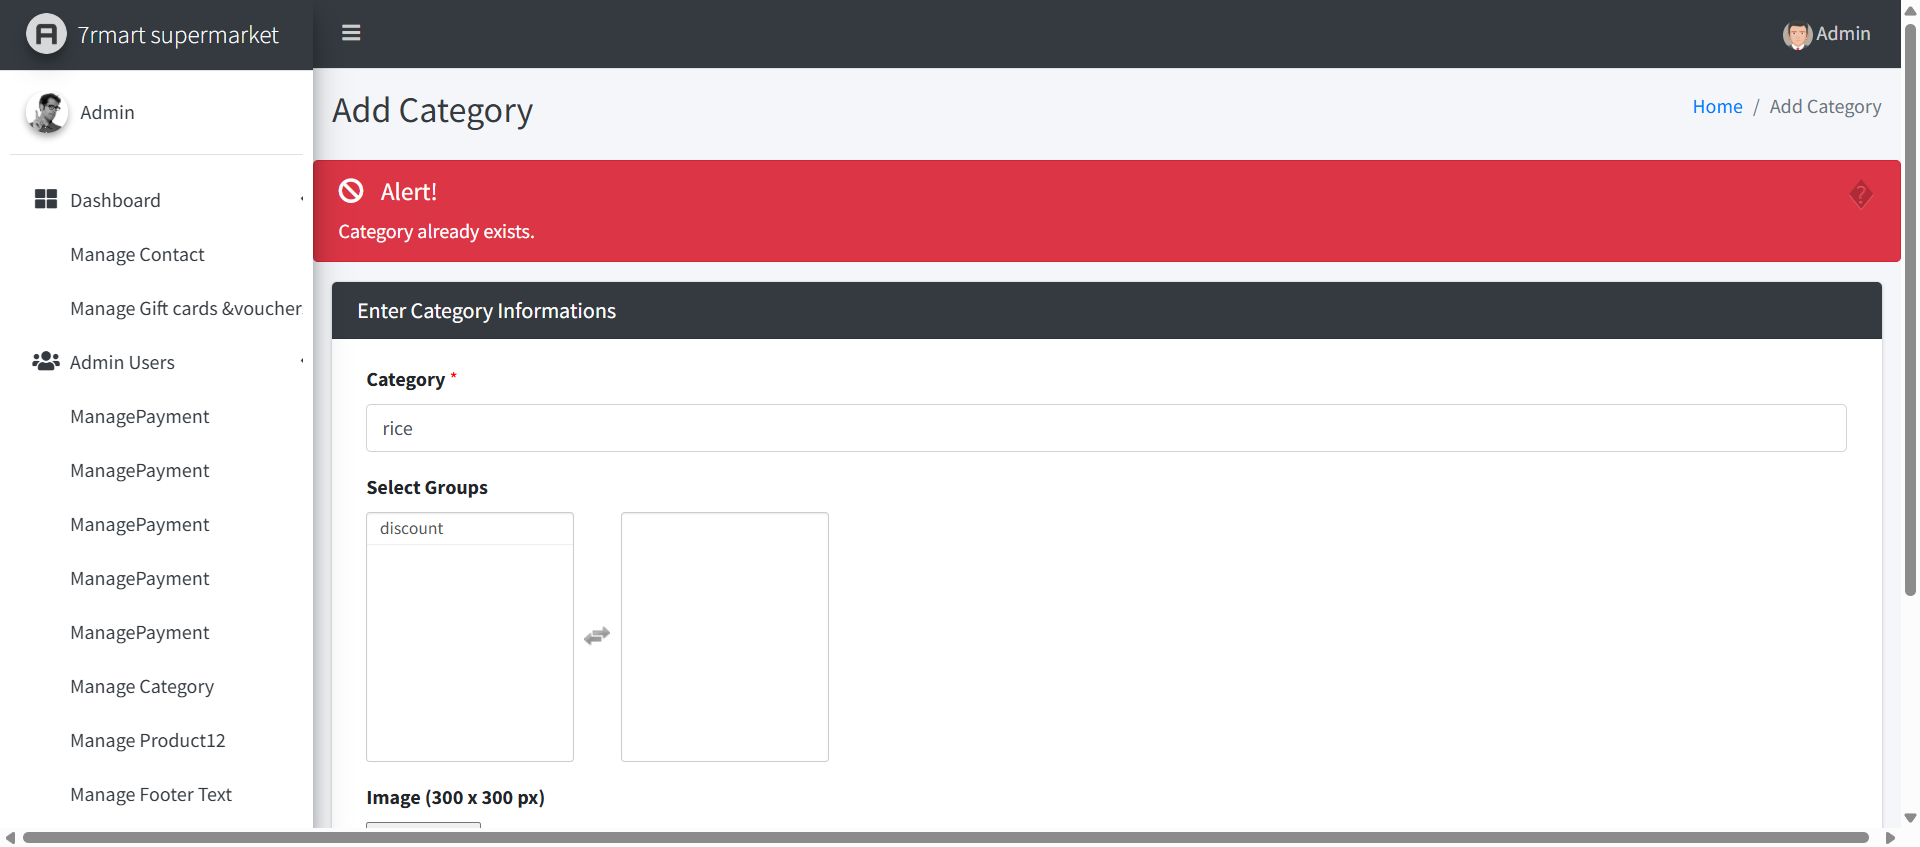 7rmart supermarket
Admin
Admin
Add Category
Home / Add Category
Alert!
Category already exists.
Dashboard
Manage Contact
Manage Gift cards &voucher
Admin Users
ManagePayment
ManagePayment
ManagePayment
ManagePayment
ManagePayment
Manage Category
Manage Product12
Manage Footer Text
Enter Category Informations
Category *
rice
Select Groups
discount
Image (300 x 300 px)